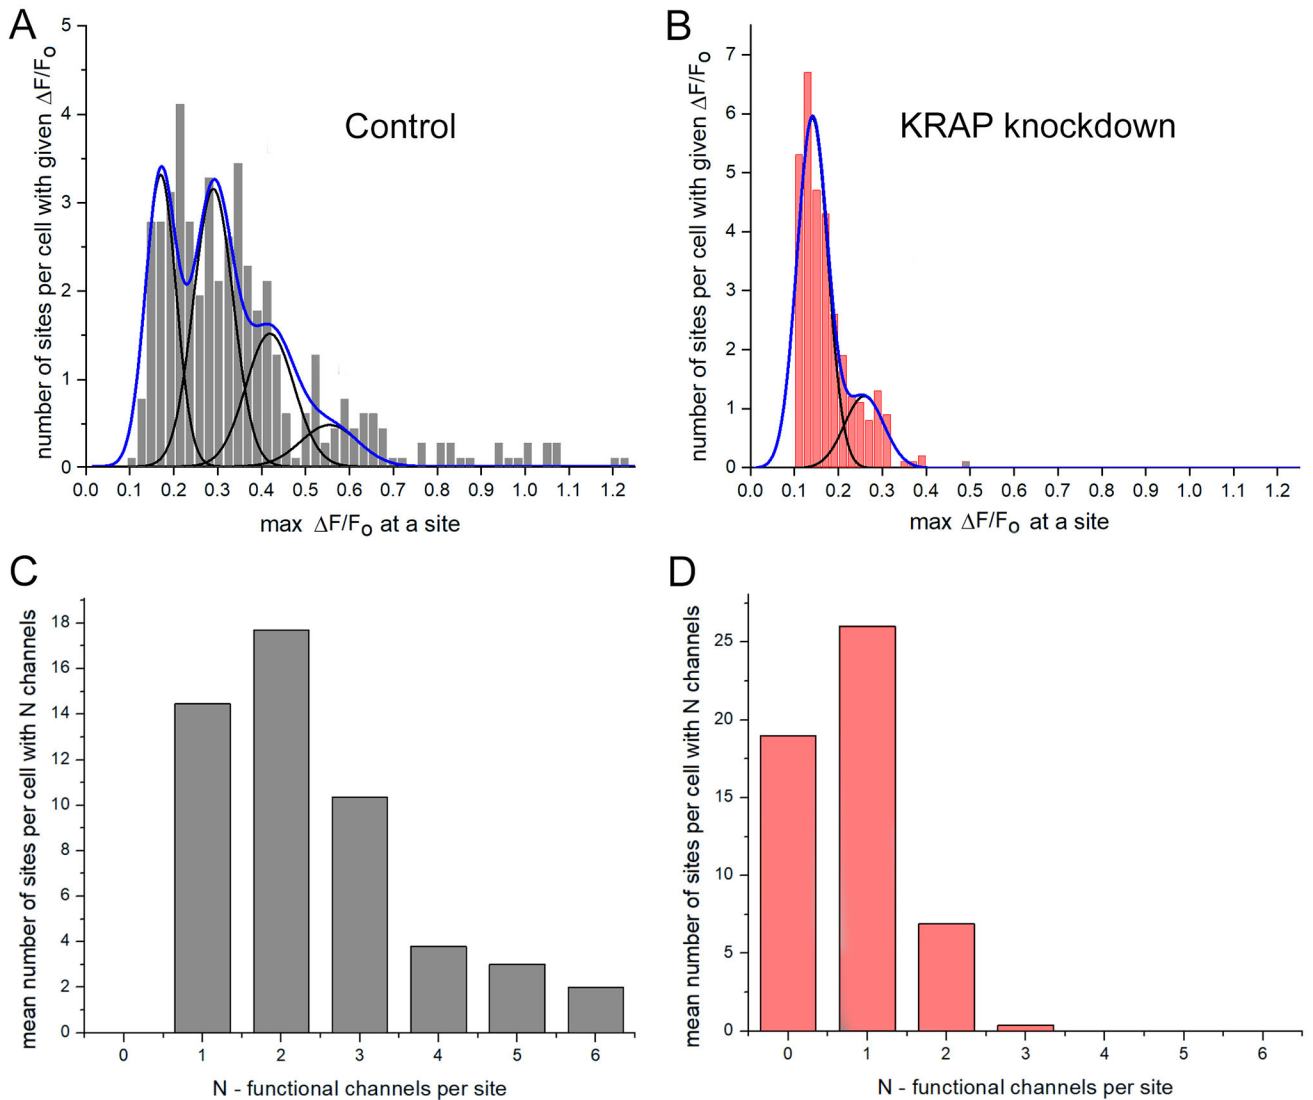 A
number of sites per cell with given ΔF/Fo
5
4
3
2
1
0
Control
0.0 0.1 0.2 0.3 0.4 0.5 0.6 0.7 0.8 0.9 1.0 1.1 1.2
max ΔF/Fo at a site
B
number of sites per cell with given ΔF/Fo
7
6
5
4
3
2
1
0
KRAP knockdown
0.0 0.1 0.2 0.3 0.4 0.5 0.6 0.7 0.8 0.9 1.0 1.1 1.2
max ΔF/Fo at a site
C
mean number of sites per cell with N channels
18
16
14
12
10
8
6
4
2
0
0 1 2 3 4 5 6
N - functional channels per site
D
mean number of sites per cell with N channels
25
20
15
10
5
0
0 1 2 3 4 5 6
N - functional channels per site